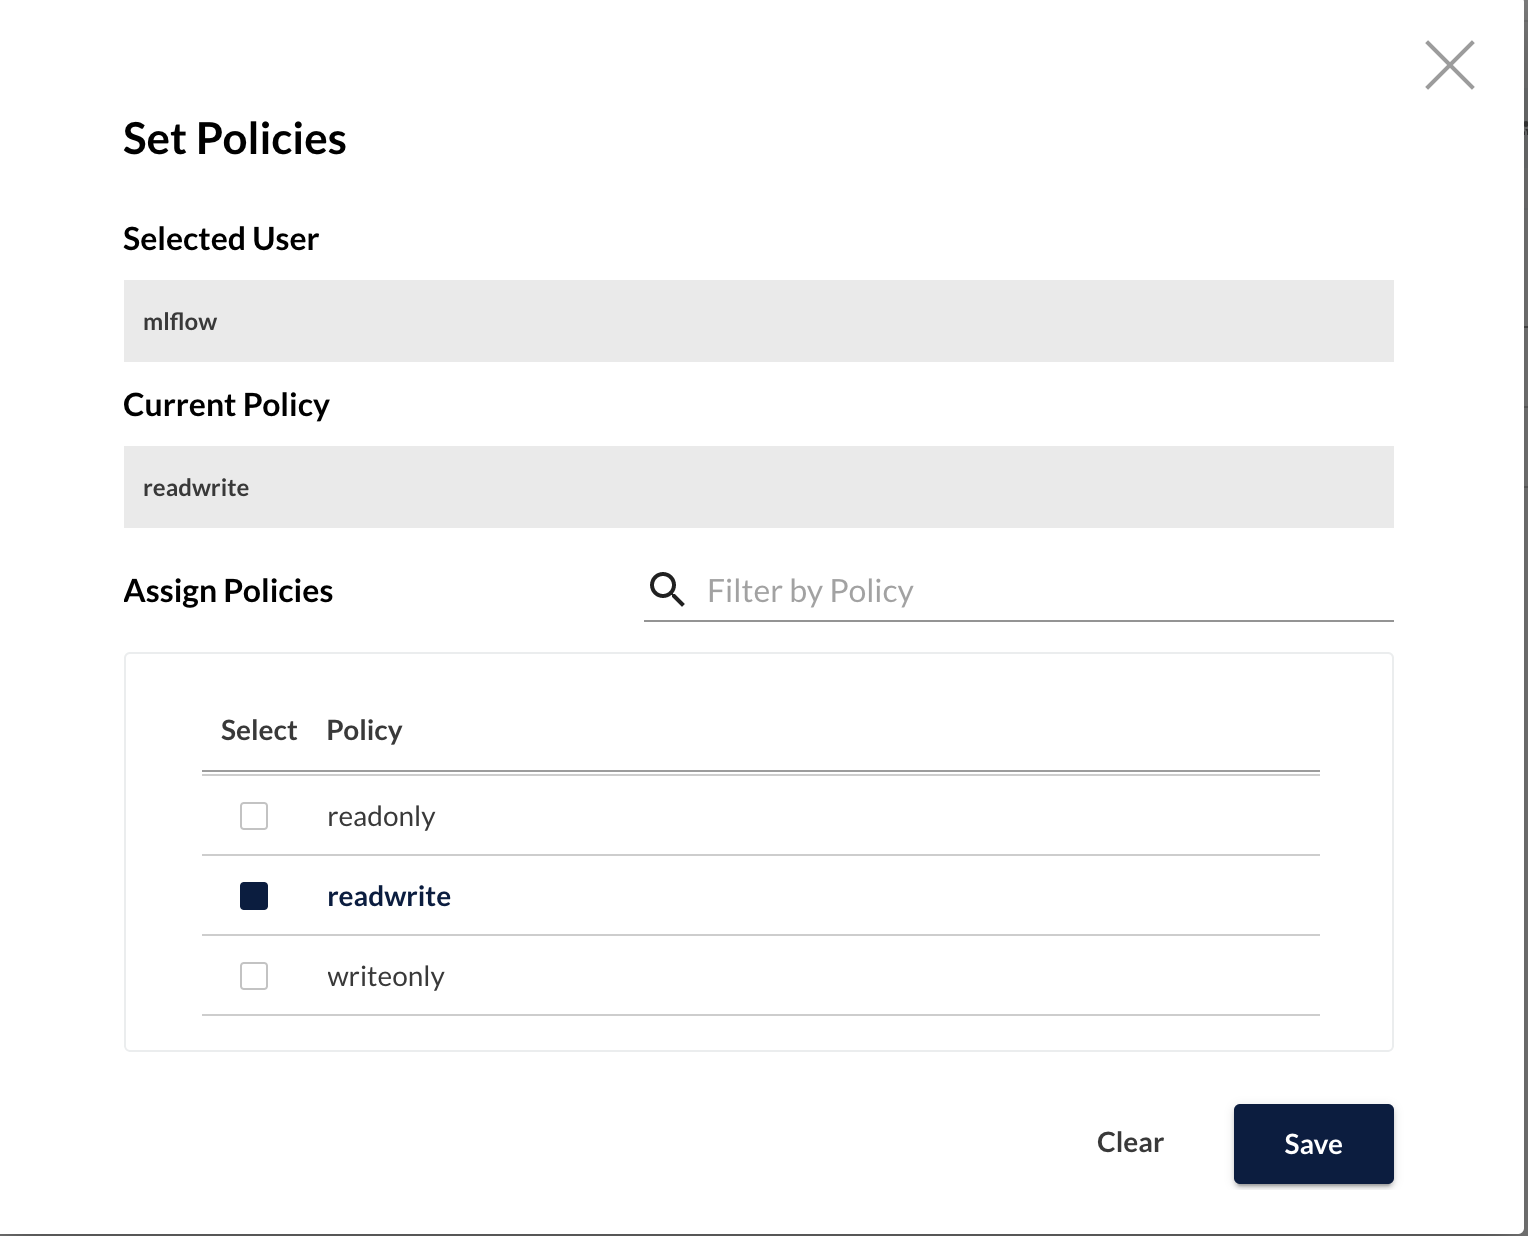 Set Policies
Selected User
mlflow
Current Policy
readwrite
Assign Policies
Filter by Policy
Select Policy
readonly
readwrite
writeonly
Clear
Save